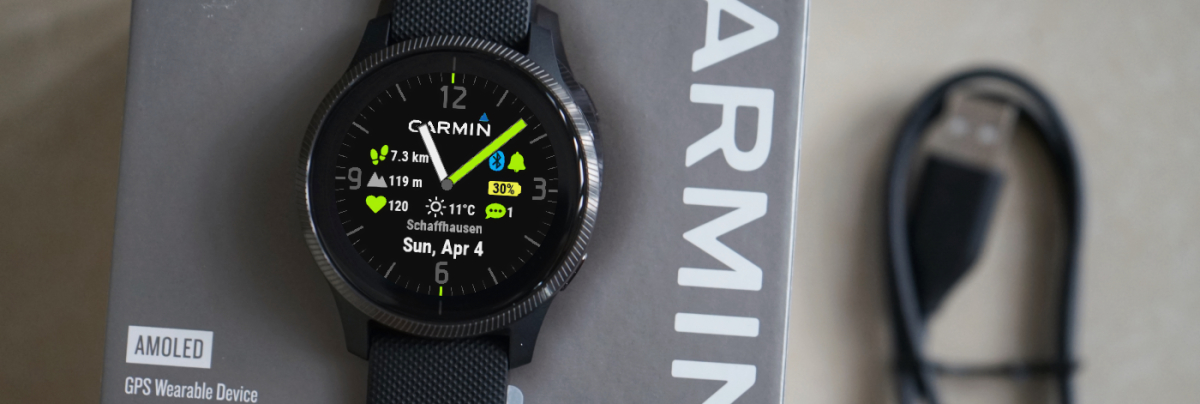 12
GARMIN
7.3 km
30%
119 m
9
3
120
11°C
1
Schaffhausen
Sun, Apr 4
6
ARMIN
AMOLED
GPS Wearable Device